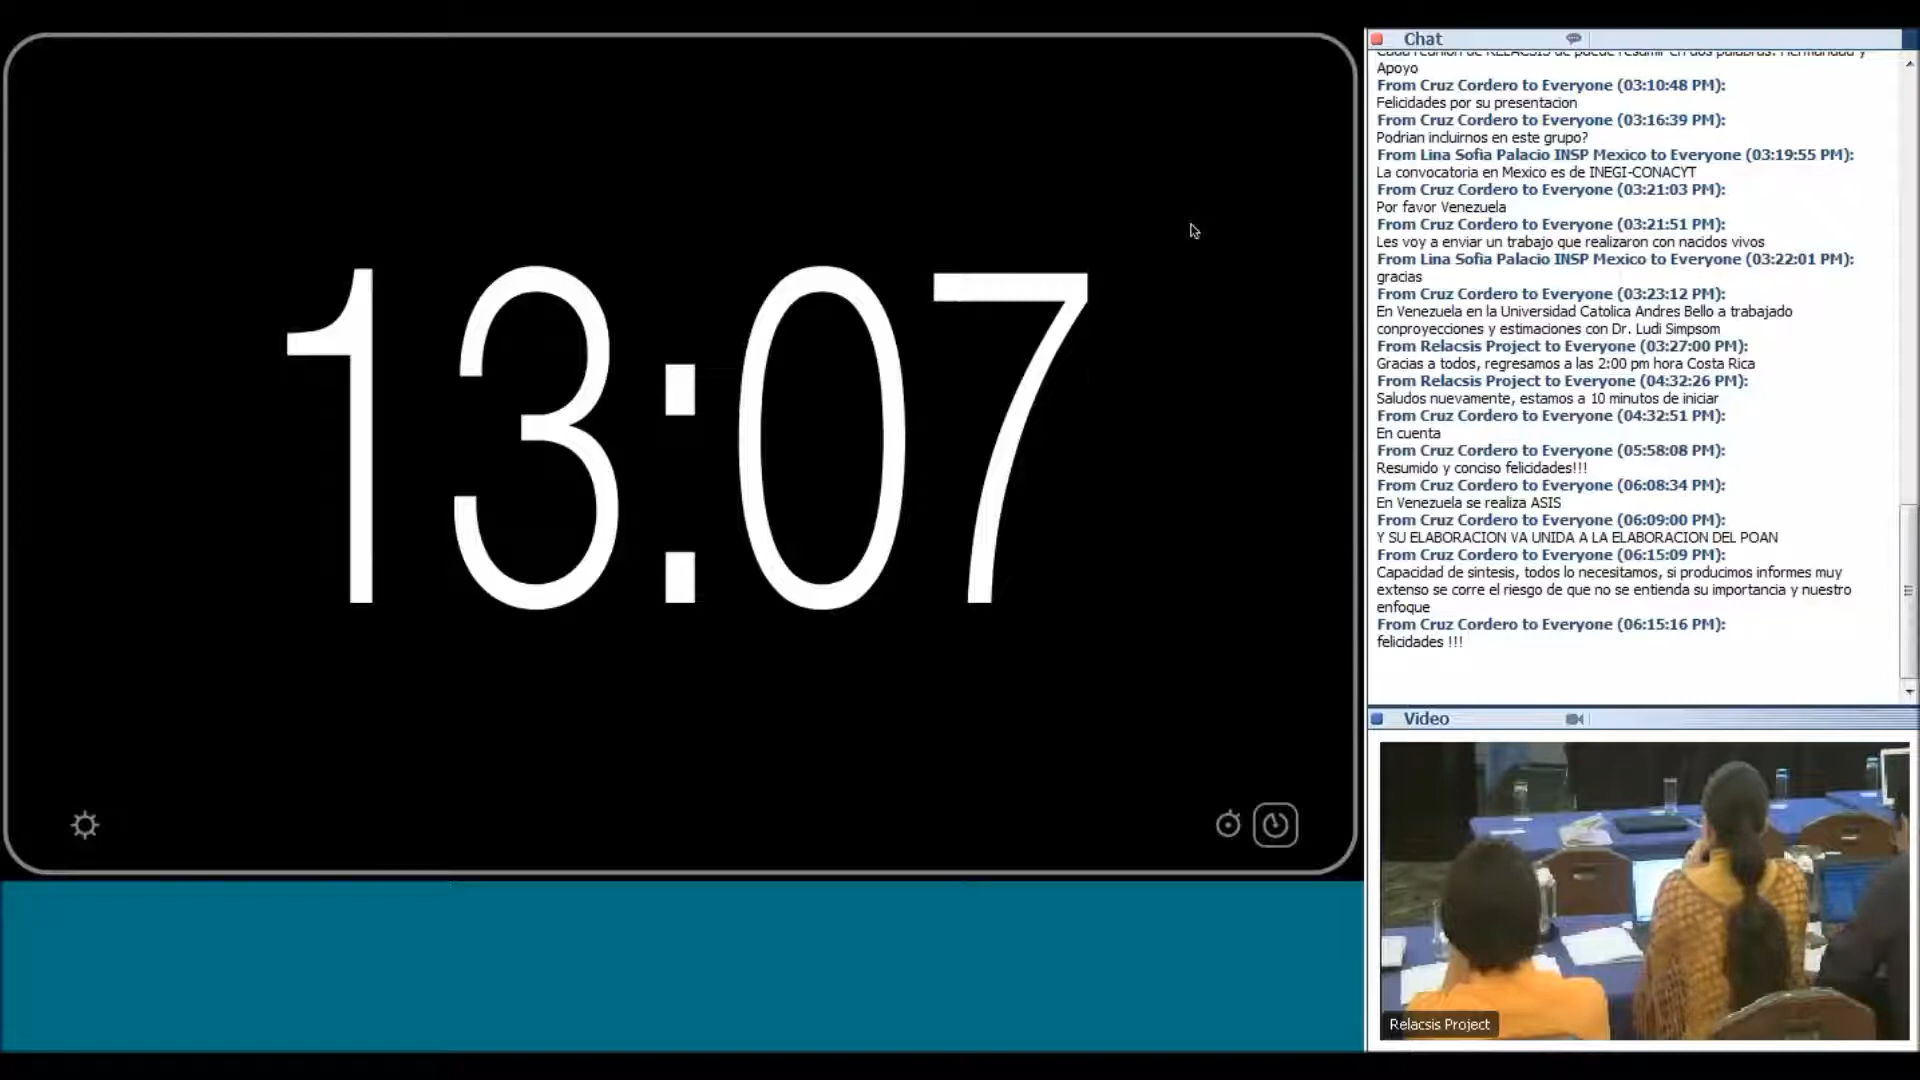 13:07
Chat
Cada reunion de RELACSIS de puede resumir en dos palabras: Hermandad y
Apoyo
From Cruz Cordero to Everyone (03:10:48 PM):
Felicidades por su presentacion
From Cruz Cordero to Everyone (03:16:39 PM):
Podrian incluirnos en este grupo?
From Lina Sofia Palacio INSP Mexico to Everyone (03:19:55 PM):
La convocatoria en Mexico es de INEGI-CONACYT
From Cruz Cordero to Everyone (03:21:03 PM):
Por favor Venezuela
From Cruz Cordero to Everyone (03:21:51 PM):
Les voy a enviar un trabajo que realizaron con nacidos vivos
From Lina Sofia Palacio INSP Mexico to Everyone (03:22:01 PM):
gracias
From Cruz Cordero to Everyone (03:23:12 PM):
En Venezuela en la Universidad Catolica Andres Bello a trabajado
conproyecciones y estimaciones con Dr. Ludi Simpsom
From Relacsis Project to Everyone (03:27:00 PM):
Gracias a todos, regresamos a las 2:00 pm hora Costa Rica
From Relacsis Project to Everyone (04:32:26 PM):
Saludos nuevamente, estamos a 10 minutos de iniciar
From Cruz Cordero to Everyone (04:32:51 PM):
En cuenta
From Cruz Cordero to Everyone (05:58:08 PM):
Resumido y conciso felicidades!!!
From Cruz Cordero to Everyone (06:08:34 PM):
En Venezuela se realiza ASIS
From Cruz Cordero to Everyone (06:09:00 PM):
Y SU ELABORACION VA UNIDA A LA ELABORACION DEL POAN
From Cruz Cordero to Everyone (06:15:09 PM):
Capacidad de sintesis, todos lo necesitamos, si producimos informes muy
extenso se corre el riesgo de que no se entienda su importancia y nuestro
enfoque
From Cruz Cordero to Everyone (06:15:16 PM):
felicidades !!!
Video
Relacsis Project